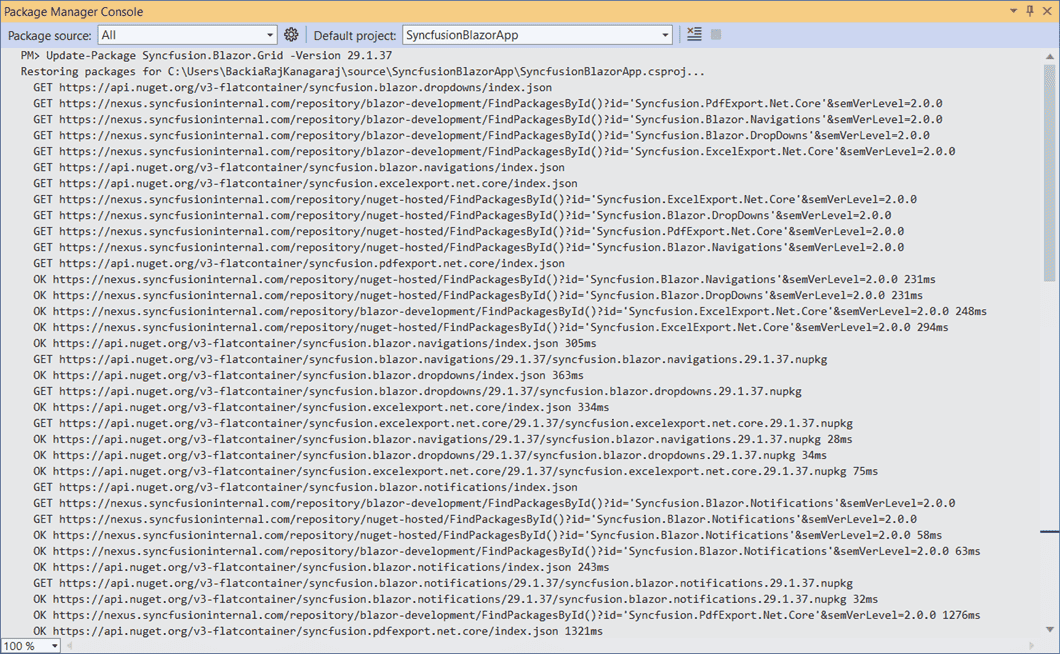 Package Manager Console
Package source: All Default project: SyncfusionBlazorApp
PM> Update-Package Syncfusion.Blazor.Grid -Version 29.1.37
Restoring packages for C:\Users\BackiaRajKanagaraj\source\SyncfusionBlazorApp\SyncfusionBlazorApp.csproj...
GET https://api.nuget.org/v3-flatcontainer/syncfusion.blazor.dropdowns/index.json
GET https://nexus.syncfusioninternal.com/repository/blazor-development/FindPackagesById()?id='Syncfusion.PdfExport.Net.Core'&semVerLevel=2.0.0
GET https://nexus.syncfusioninternal.com/repository/blazor-development/FindPackagesById()?id='Syncfusion.Blazor.Navigations'&semVerLevel=2.0.0
GET https://nexus.syncfusioninternal.com/repository/blazor-development/FindPackagesById()?id='Syncfusion.Blazor.DropDowns'&semVerLevel=2.0.0
GET https://nexus.syncfusioninternal.com/repository/blazor-development/FindPackagesById()?id='Syncfusion.ExcelExport.Net.Core'&semVerLevel=2.0.0
GET https://api.nuget.org/v3-flatcontainer/syncfusion.blazor.navigations/index.json
GET https://api.nuget.org/v3-flatcontainer/syncfusion.excelexport.net.core/index.json
GET https://nexus.syncfusioninternal.com/repository/nuget-hosted/FindPackagesById()?id='Syncfusion.ExcelExport.Net.Core'&semVerLevel=2.0.0
GET https://nexus.syncfusioninternal.com/repository/nuget-hosted/FindPackagesById()?id='Syncfusion.Blazor.DropDowns'&semVerLevel=2.0.0
GET https://nexus.syncfusioninternal.com/repository/nuget-hosted/FindPackagesById()?id='Syncfusion.PdfExport.Net.Core'&semVerLevel=2.0.0
GET https://nexus.syncfusioninternal.com/repository/nuget-hosted/FindPackagesById()?id='Syncfusion.Blazor.Navigations'&semVerLevel=2.0.0
GET https://api.nuget.org/v3-flatcontainer/syncfusion.pdfexport.net.core/index.json
OK https://nexus.syncfusioninternal.com/repository/nuget-hosted/FindPackagesById()?id='Syncfusion.Blazor.Navigations'&semVerLevel=2.0.0 231ms
OK https://nexus.syncfusioninternal.com/repository/nuget-hosted/FindPackagesById()?id='Syncfusion.Blazor.DropDowns'&semVerLevel=2.0.0 231ms
OK https://nexus.syncfusioninternal.com/repository/blazor-development/FindPackagesById()?id='Syncfusion.ExcelExport.Net.Core'&semVerLevel=2.0.0 248ms
OK https://nexus.syncfusioninternal.com/repository/nuget-hosted/FindPackagesById()?id='Syncfusion.ExcelExport.Net.Core'&semVerLevel=2.0.0 294ms
OK https://api.nuget.org/v3-flatcontainer/syncfusion.blazor.navigations/index.json 305ms
GET https://api.nuget.org/v3-flatcontainer/syncfusion.blazor.navigations/29.1.37/syncfusion.blazor.navigations.29.1.37.nupkg
OK https://api.nuget.org/v3-flatcontainer/syncfusion.blazor.dropdowns/index.json 363ms
GET https://api.nuget.org/v3-flatcontainer/syncfusion.blazor.dropdowns/29.1.37/syncfusion.blazor.dropdowns.29.1.37.nupkg
OK https://api.nuget.org/v3-flatcontainer/syncfusion.excelexport.net.core/index.json 334ms
GET https://api.nuget.org/v3-flatcontainer/syncfusion.excelexport.net.core/29.1.37/syncfusion.excelexport.net.core.29.1.37.nupkg
OK https://api.nuget.org/v3-flatcontainer/syncfusion.blazor.navigations/29.1.37/syncfusion.blazor.navigations.29.1.37.nupkg 28ms
OK https://api.nuget.org/v3-flatcontainer/syncfusion.blazor.dropdowns/29.1.37/syncfusion.blazor.dropdowns.29.1.37.nupkg 34ms
OK https://api.nuget.org/v3-flatcontainer/syncfusion.excelexport.net.core/29.1.37/syncfusion.excelexport.net.core.29.1.37.nupkg 75ms
GET https://api.nuget.org/v3-flatcontainer/syncfusion.blazor.notifications/index.json
GET https://nexus.syncfusioninternal.com/repository/blazor-development/FindPackagesById()?id='Syncfusion.Blazor.Notifications'&semVerLevel=2.0.0
GET https://nexus.syncfusioninternal.com/repository/nuget-hosted/FindPackagesById()?id='Syncfusion.Blazor.Notifications'&semVerLevel=2.0.0
OK https://nexus.syncfusioninternal.com/repository/nuget-hosted/FindPackagesById()?id='Syncfusion.Blazor.Notifications'&semVerLevel=2.0.0 58ms
OK https://nexus.syncfusioninternal.com/repository/blazor-development/FindPackagesById()?id='Syncfusion.Blazor.Notifications'&semVerLevel=2.0.0 63ms
OK https://api.nuget.org/v3-flatcontainer/syncfusion.blazor.notifications/index.json 243ms
GET https://api.nuget.org/v3-flatcontainer/syncfusion.blazor.notifications/29.1.37/syncfusion.blazor.notifications.29.1.37.nupkg
OK https://api.nuget.org/v3-flatcontainer/syncfusion.blazor.notifications/29.1.37/syncfusion.blazor.notifications.29.1.37.nupkg 32ms
OK https://nexus.syncfusioninternal.com/repository/blazor-development/FindPackagesById()?id='Syncfusion.PdfExport.Net.Core'&semVerLevel=2.0.0 1276ms
OK https://api.nuget.org/v3-flatcontainer/syncfusion.pdfexport.net.core/index.json 1321ms
100 %